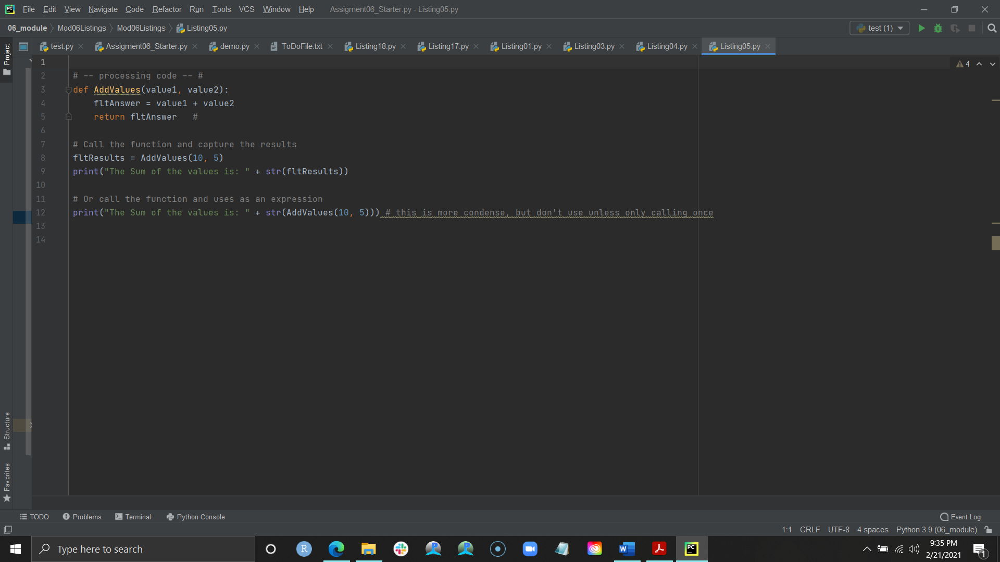 File Edit View Navigate Code Refactor Run Tools VCS Window Help Assigment06_Starter.py - Listing05.py
06_module Mod06Listings Mod06Listings Listing05.py test (1)
test.py Assigment06_Starter.py demo.py ToDoFile.txt Listing18.py Listing17.py Listing01.py Listing03.py Listing04.py Listing05.py
Project
1
4
2 # -- processing code -- #
3 def AddValues(value1, value2):
4     fltAnswer = value1 + value2
5     return fltAnswer   #
6
7 # Call the function and capture the results
8 fltResults = AddValues(10, 5)
9 print("The Sum of the values is: " + str(fltResults))
10
11 # Or call the function and uses as an expression
12 print("The Sum of the values is: " + str(AddValues(10, 5))) # this is more condense, but don't use unless only calling once
13
14
Structure
Favorites
TODO Problems Terminal Python Console Event Log
1:1 CRLF UTF-8 4 spaces Python 3.9 (06_module)
Type here to search
9:35 PM
2/21/2021
1